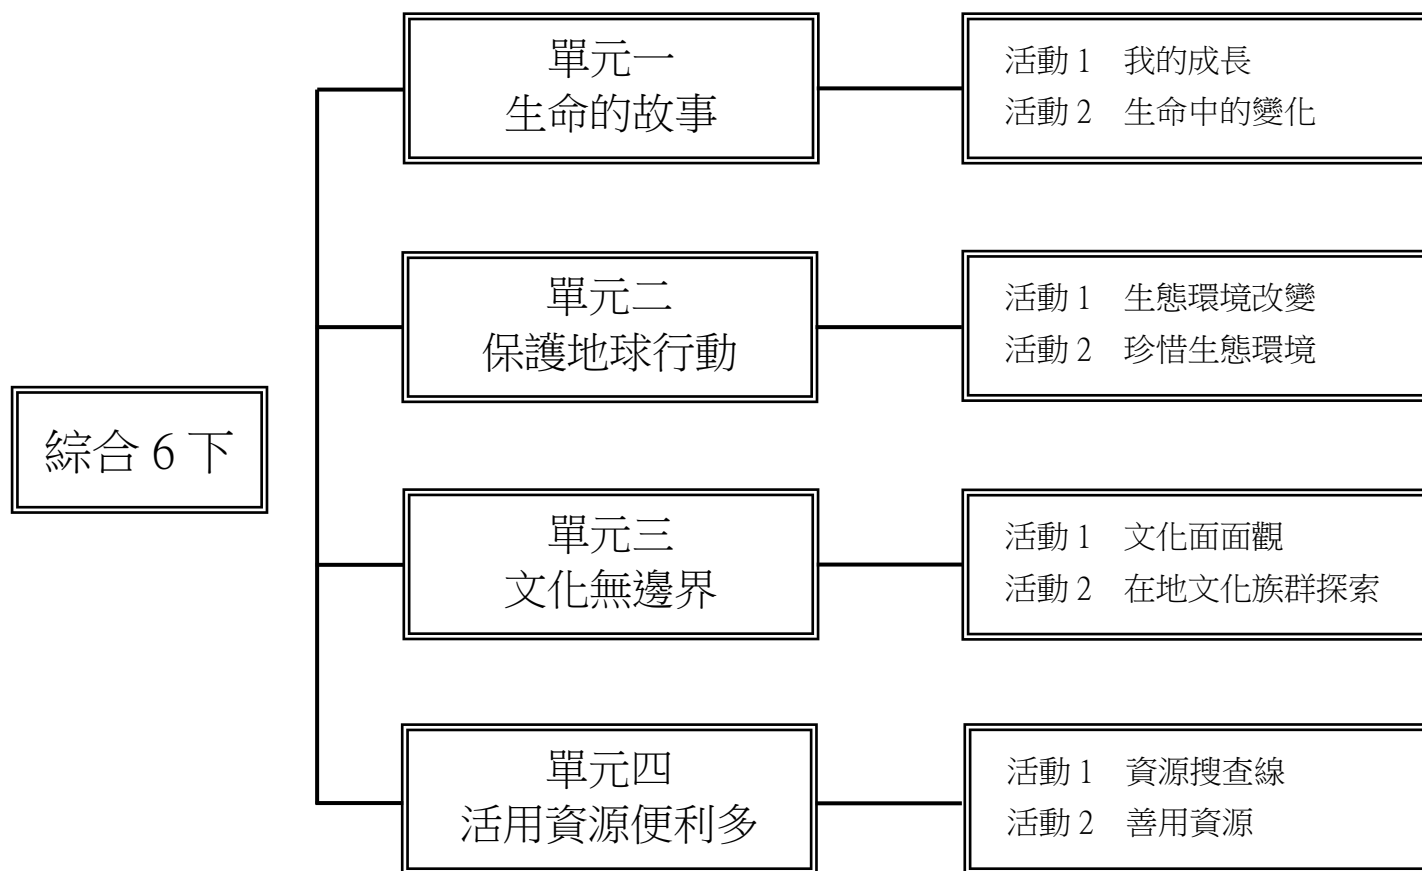 綜合 6 下
單元一
生命的故事
活動 1　我的成長
活動 2　生命中的變化
單元二
保護地球行動
活動 1　生態環境改變
活動 2　珍惜生態環境
單元三
文化無邊界
活動 1　文化面面觀
活動 2　在地文化族群探索
單元四
活用資源便利多
活動 1　資源搜查線
活動 2　善用資源